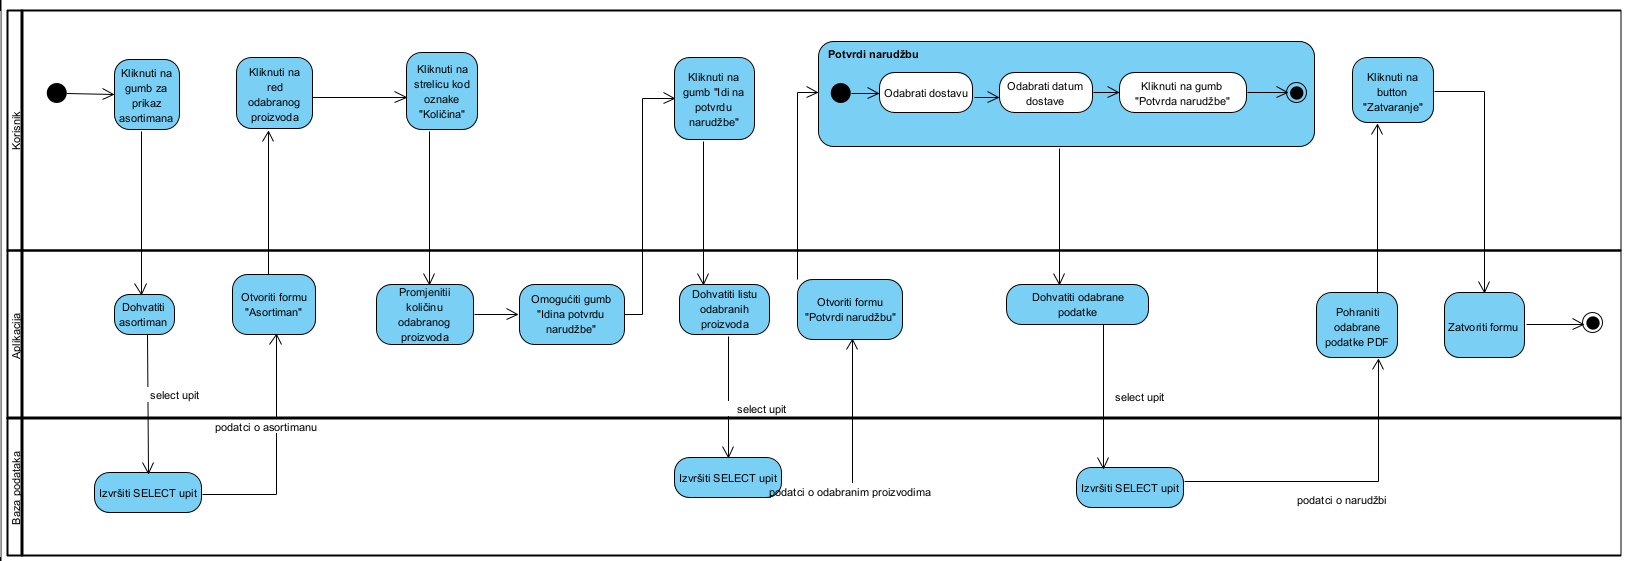 Korisnik
Kliknuti na
gumb za
prikaz
asortimana
Kliknuti na
red
odabranog
proizvoda
Kliknuti na
strelicu kod
oznake
"Količina"
Kliknuti na
gumb "Idi na
potvrdu
narudžbe"
Potvrdi narudžbu
Odabrati dostavu
Odabrati datum
dostave
Kliknuti na gumb
"Potvrda narudžbe"
Kliknuti na
button
"Zatvaranje"
Aplikacija
Dohvatiti
asortiman
Otvoriti formu
"Asortiman"
Promjenitii
količinu
odabranog
proizvoda
Omogućiti gumb
"Idina potvrdu
narudžbe"
Dohvatiti listu
odabranih
proizvoda
Otvoriti formu
"Potvrdi narudžbu"
Dohvatiti odabrane
podatke
Pohraniti
odabrane
podatke PDF
Zatvoriti formu
select upit
select upit
select upit
Baza podataka
podatci o asortimanu
Izvršiti SELECT upit
Izvršiti SELECT upit
podatci o odabranim proizvodima
Izvršiti SELECT upit
podatci o narudžbi